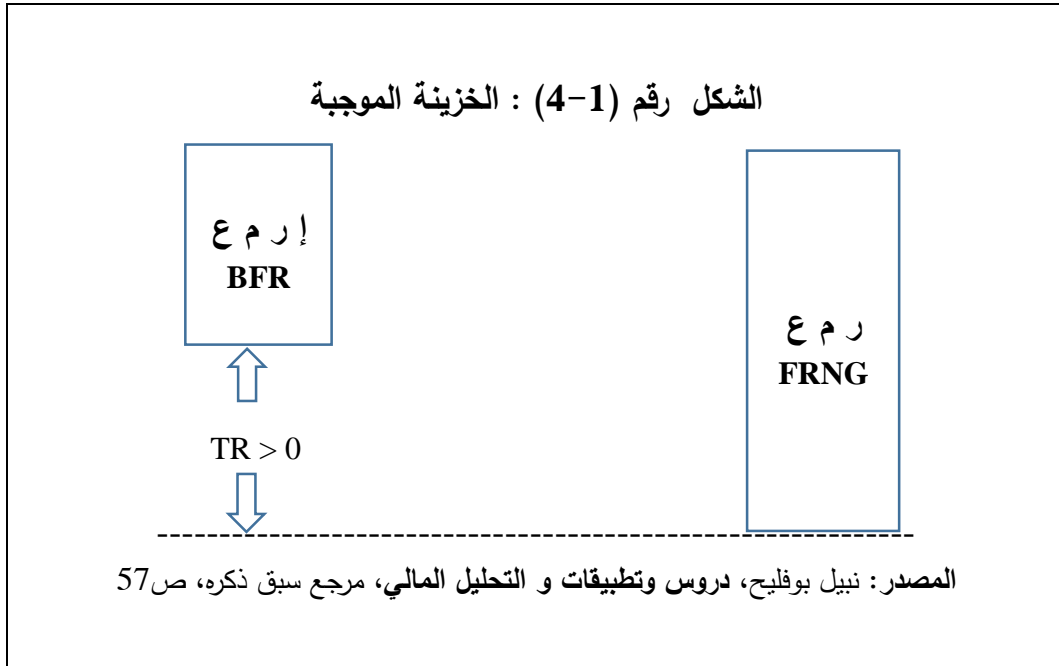 الشكل رقم (1-4) : الخزينة الموجبة
إ ر م ع
BFR
ر م ع
FRNG
TR > 0
المصدر: نبيل بوفليح، دروس وتطبيقات و التحليل المالي، مرجع سبق ذكره، ص57